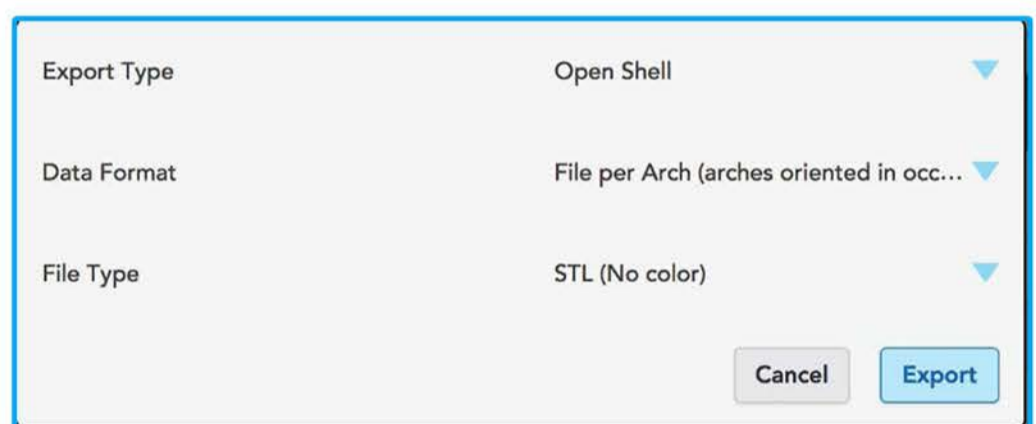 Export Type Open Shell
Data Format File per Arch (arches oriented in occ...
File Type STL (No color)
Cancel Export